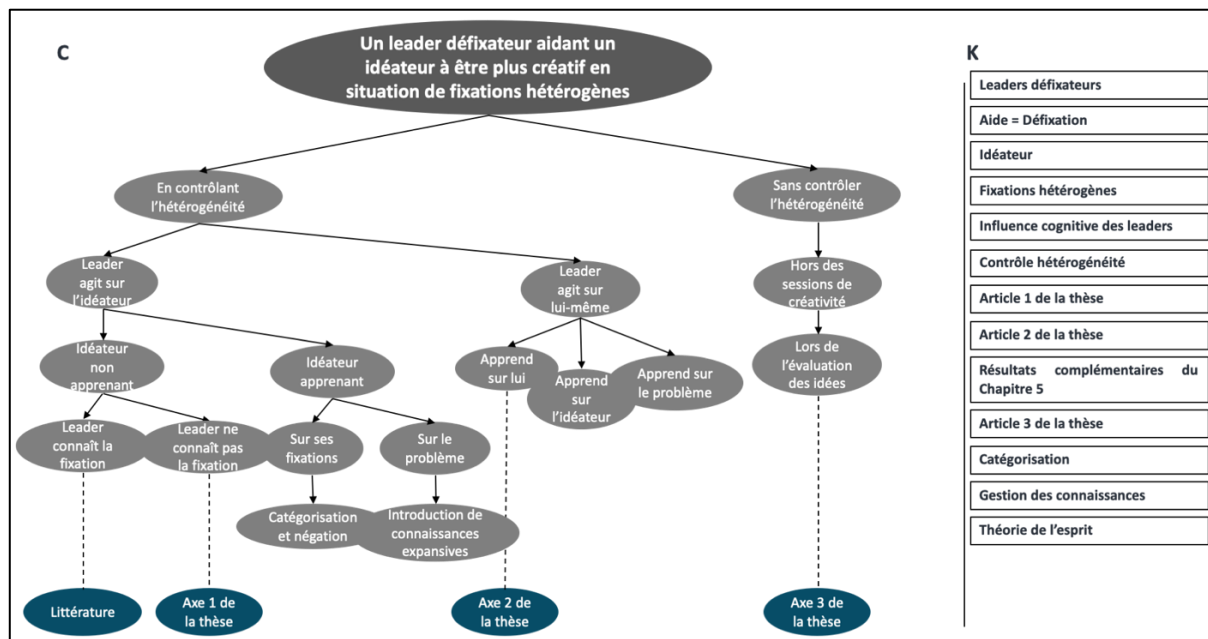 C
Un leader défixateur aidant un
idéateur à être plus créatif en
situation de fixations hétérogènes
En contrôlant
l'hétérogénéité
Sans contrôler
l'hétérogénéité
Leader
agit sur
l'idéateur
Leader
agit sur
lui-même
Hors des
sessions de
créativité
Idéateur
non
apprenant
Idéateur
apprenant
Apprend
sur lui
Apprend
sur
l'idéateur
Apprend sur
le problème
Lors de
l'évaluation
des idées
Leader
connaît la
fixation
Leader ne
connaît pas
la fixation
Sur ses
fixations
Sur le
problème
Catégorisation
et négation
Introduction de
connaissances
expansives
Littérature
Axe 1 de
la thèse
Axe 2 de
la thèse
Axe 3 de
la thèse
K
Leaders défixateurs
Aide = Défixation
Idéateur
Fixations hétérogènes
Influence cognitive des leaders
Contrôle hétérogénéité
Article 1 de la thèse
Article 2 de la thèse
Résultats complémentaires du
Chapitre 5
Article 3 de la thèse
Catégorisation
Gestion des connaissances
Théorie de l'esprit